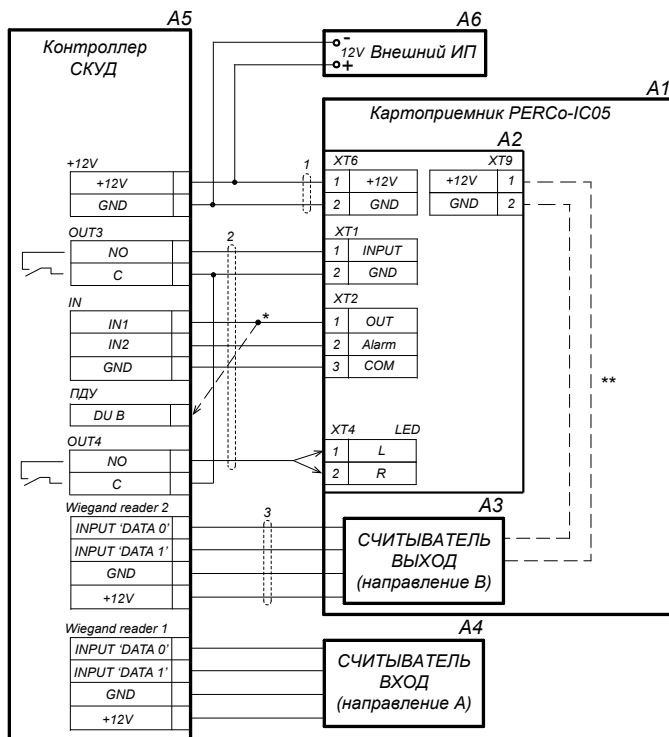 A5
Контроллер
СКУД
+12V
+12V
GND
OUT3
NO
C
IN
IN1
IN2
GND
ПДУ
DU B
OUT4
NO
C
Wiegand reader 2
INPUT 'DATA 0'
INPUT 'DATA 1'
GND
+12V
Wiegand reader 1
INPUT 'DATA 0'
INPUT 'DATA 1'
GND
+12V
1
2
*
3
A6
-
12V Внешний ИП
+
A1
Картоприемник PERCo-IC05
A2
XT6
1 +12V
2 GND
XT9
+12V 1
GND 2
XT1
1 INPUT
2 GND
XT2
1 OUT
2 Alarm
3 COM
**
XT4 LED
1 L
2 R
A3
СЧИТЫВАТЕЛЬ
ВЫХОД
(направление B)
A4
СЧИТЫВАТЕЛЬ
ВХОД
(направление A)